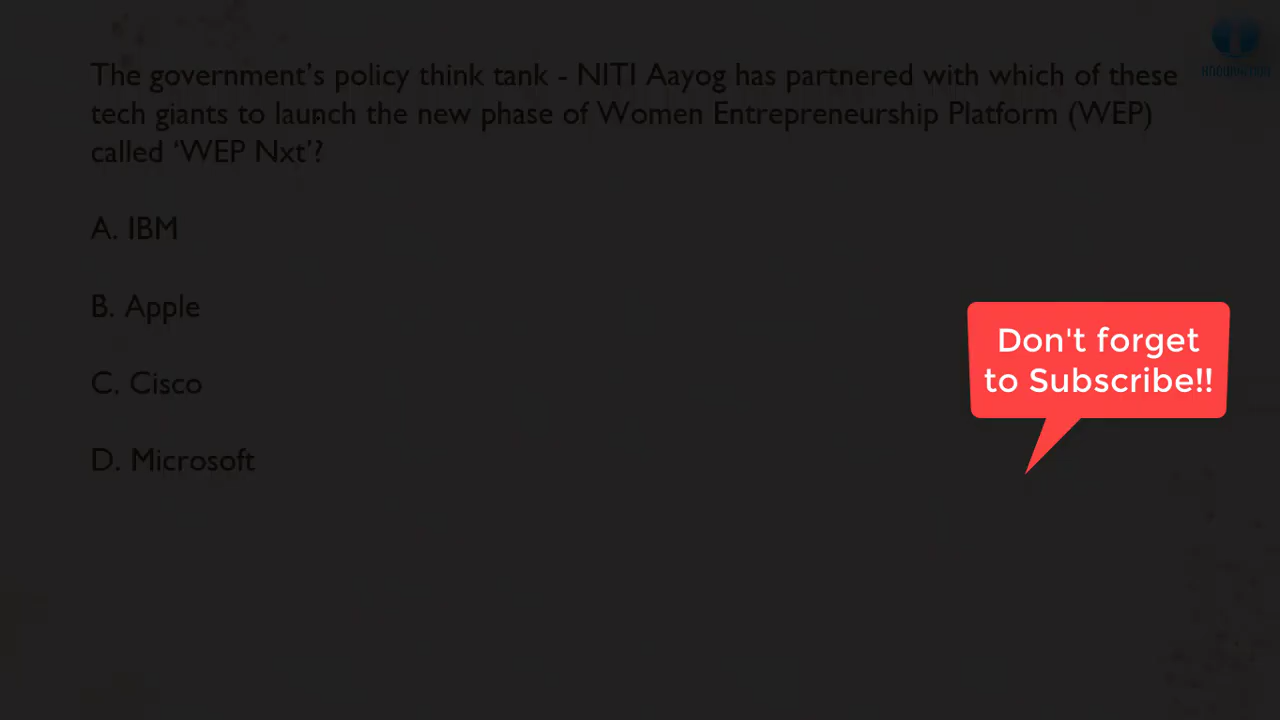 The government's policy think tank - NITI Aayog has partnered with which of these
tech giants to launch the new phase of Women Entrepreneurship Platform (WEP)
called ‘WEP Nxt’?
A. IBM
B. Apple
C. Cisco
D. Microsoft
Don't forget
to Subscribe!!